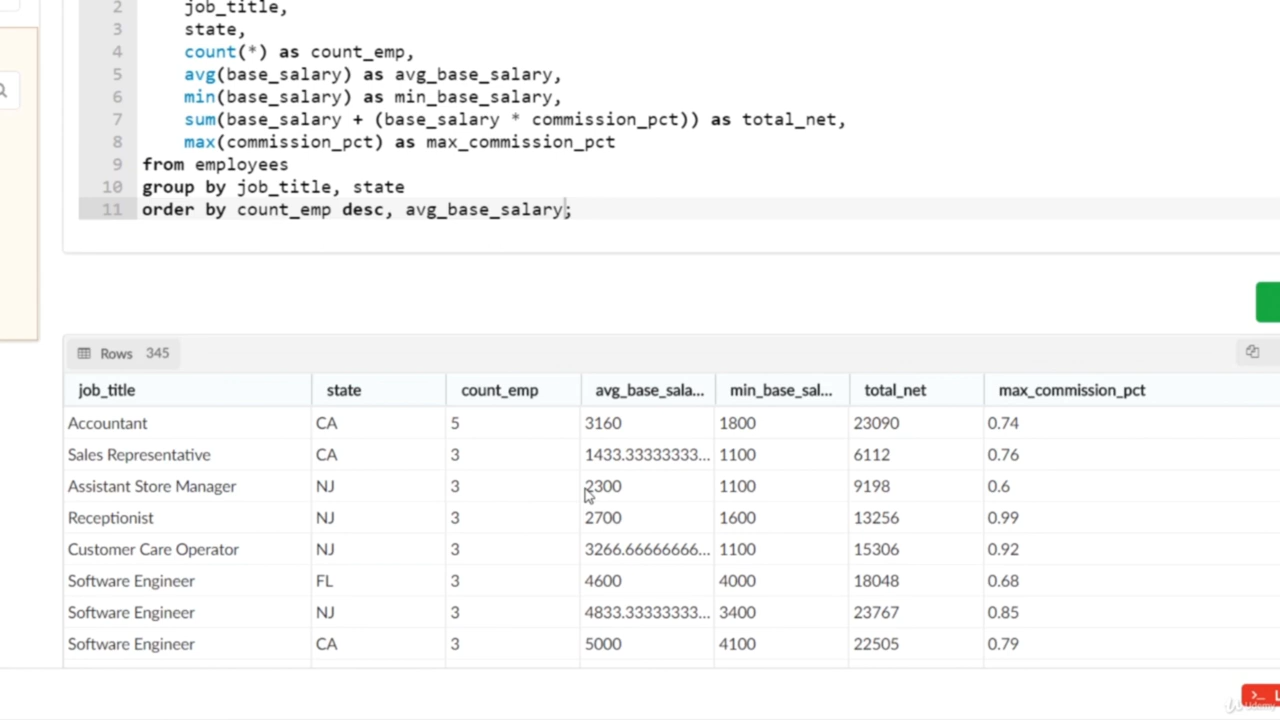 2 job_title,
3 state,
4 count(*) as count_emp,
5 avg(base_salary) as avg_base_salary,
6 min(base_salary) as min_base_salary,
7 sum(base_salary + (base_salary * commission_pct)) as total_net,
8 max(commission_pct) as max_commission_pct
9 from employees
10 group by job_title, state
11 order by count_emp desc, avg_base_salary;
Rows 345
job_title state count_emp avg_base_sala... min_base_sal... total_net max_commission_pct
Accountant CA 5 3160 1800 23090 0.74
Sales Representative CA 3 1433.33333333... 1100 6112 0.76
Assistant Store Manager NJ 3 2300 1100 9198 0.6
Receptionist NJ 3 2700 1600 13256 0.99
Customer Care Operator NJ 3 3266.66666666... 1100 15306 0.92
Software Engineer FL 3 4600 4000 18048 0.68
Software Engineer NJ 3 4833.33333333... 3400 23767 0.85
Software Engineer CA 3 5000 4100 22505 0.79
Udemy